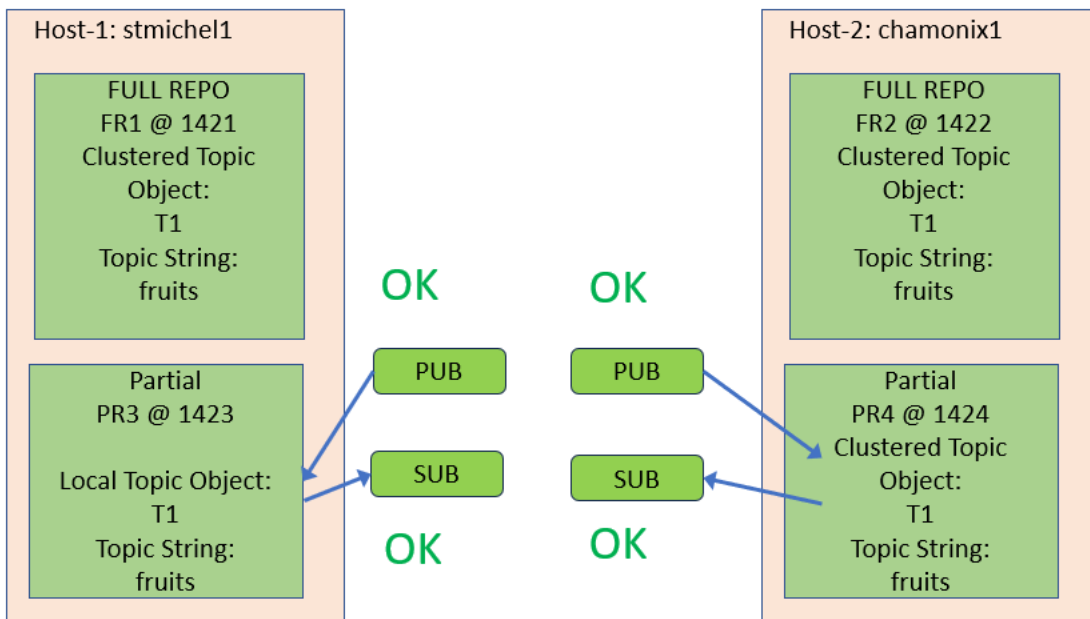 Host-1: stmichel1
FULL REPO
FR1 @ 1421
Clustered Topic
Object:
T1
Topic String:
fruits
Partial
PR3 @ 1423
Local Topic Object:
T1
Topic String:
fruits
OK
PUB
SUB
OK
OK
PUB
SUB
OK
Host-2: chamonix1
FULL REPO
FR2 @ 1422
Clustered Topic
Object:
T1
Topic String:
fruits
Partial
PR4 @ 1424
Clustered Topic
Object:
T1
Topic String:
fruits